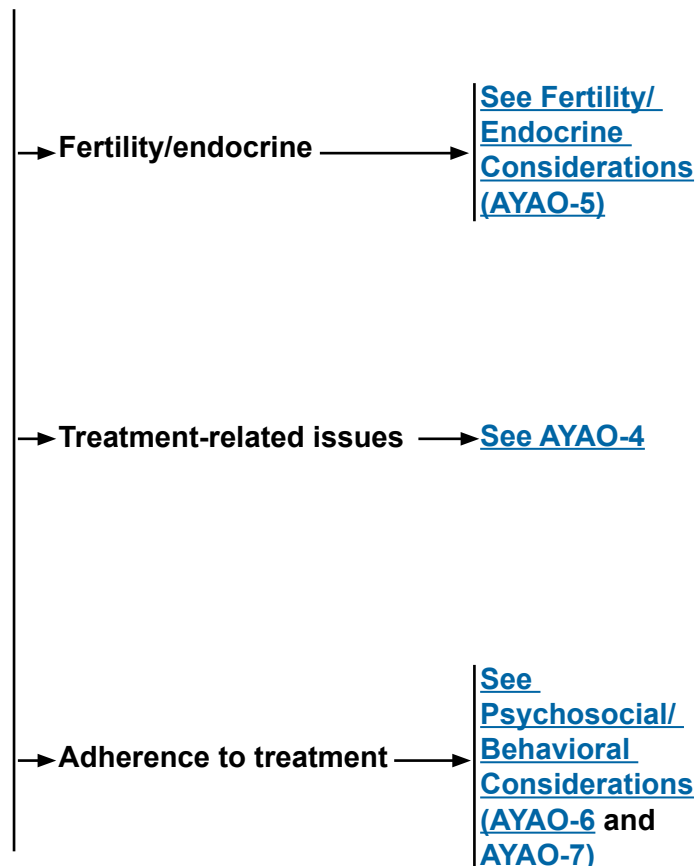 Fertility/endocrine
See Fertility/
Endocrine
Considerations
(AYAO-5)
Treatment-related issues
See AYAO-4
Adherence to treatment
See
Psychosocial/
Behavioral
Considerations
(AYAO-6 and
AYAO-7)